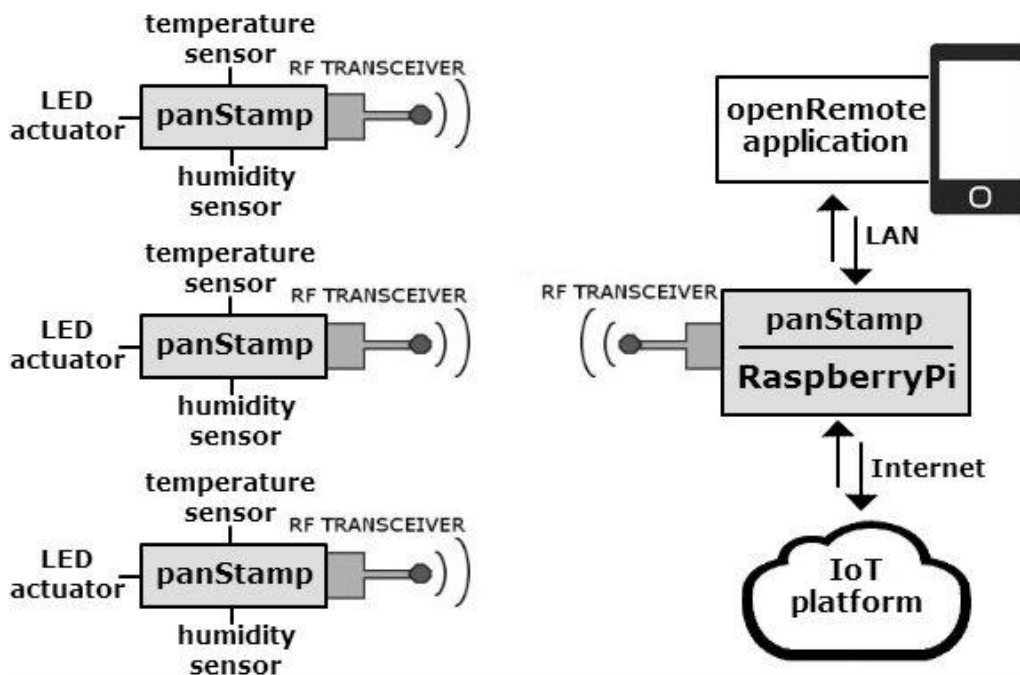 temperature
sensor
RF TRANSCEIVER
LED
actuator
panStamp
humidity
sensor
temperature
sensor
RF TRANSCEIVER
LED
actuator
panStamp
humidity
sensor
temperature
sensor
RF TRANSCEIVER
LED
actuator
panStamp
humidity
sensor
openRemote
application
LAN
RF TRANSCEIVER
panStamp
RaspberryPi
Internet
IoT
platform